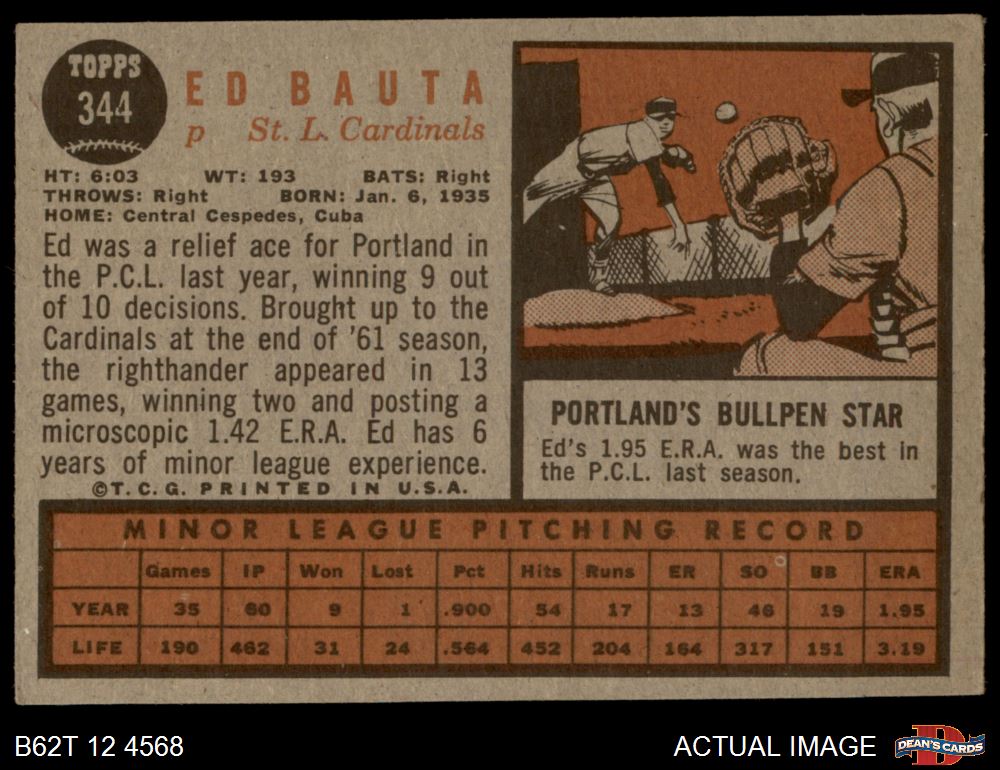 TOPPS
344
ED BAUTA
p St. L. Cardinals
HT: 6:03 WT: 193 BATS: Right
THROWS: Right BORN: Jan. 6, 1935
HOME: Central Cespedes, Cuba
Ed was a relief ace for Portland in
the P.C.L. last year, winning 9 out
of 10 decisions. Brought up to the
Cardinals at the end of '61 season,
the righthander appeared in 13
games, winning two and posting a
microscopic 1.42 E.R.A. Ed has 6
years of minor league experience.
©T.C.G. PRINTED IN U.S.A.
PORTLAND'S BULLPEN STAR
Ed's 1.95 E.R.A. was the best in
the P.C.L. last season.
MINOR LEAGUE PITCHING RECORD
Games IP Won Lost Pct Hits Runs ER SO BB ERA
YEAR 35 60 9 1 .900 54 17 13 46 19 1.95
LIFE 190 462 31 24 .564 452 204 164 317 151 3.19
B62T 12 4568 ACTUAL IMAGE DEAN'S CARDS